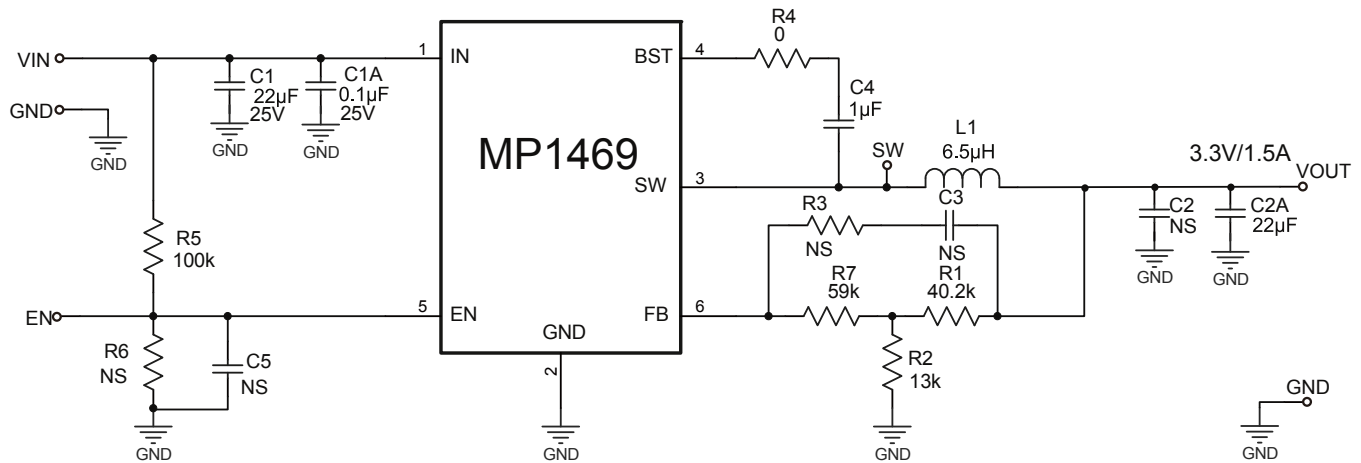 VIN
GND
GND
C1
22µF
25V
GND
C1A
0.1µF
25V
GND
1
IN
MP1469
BST
4
R4
0
C4
1µF
SW
3
SW
L1
6.5µH
3.3V/1.5A
VOUT
C2
NS
GND
C2A
22µF
GND
R3
NS
C3
NS
R5
100k
R7
59k
R1
40.2k
EN
5
EN
FB
6
GND
2
GND
R6
NS
C5
NS
GND
R2
13k
GND
GND
GND